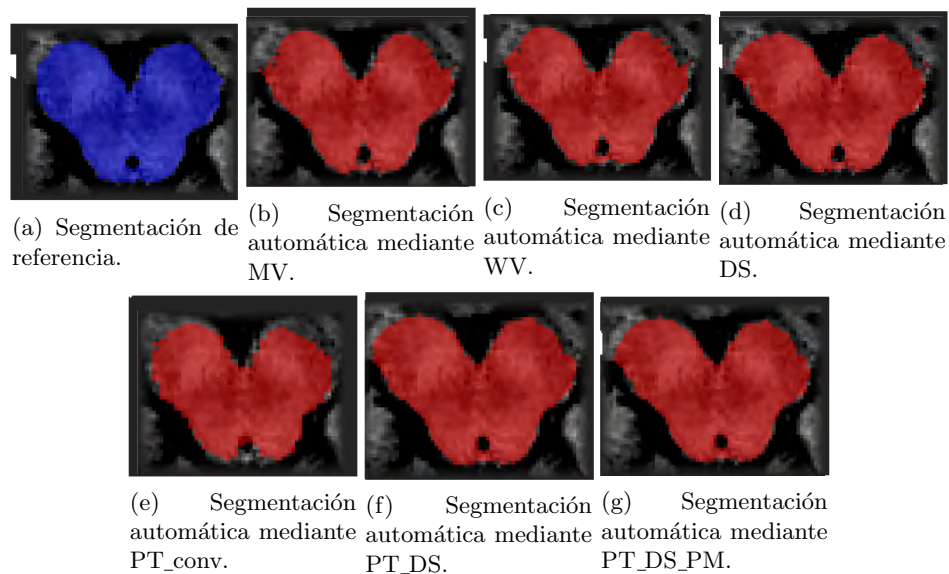 (a) Segmentación de
referencia.
(b) Segmentación
automática mediante
MV.
(c) Segmentación
automática mediante
WV.
(d) Segmentación
automática mediante
DS.
(e) Segmentación
automática mediante
PT_conv.
(f) Segmentación
automática mediante
PT_DS.
(g) Segmentación
automática mediante
PT_DS_PM.